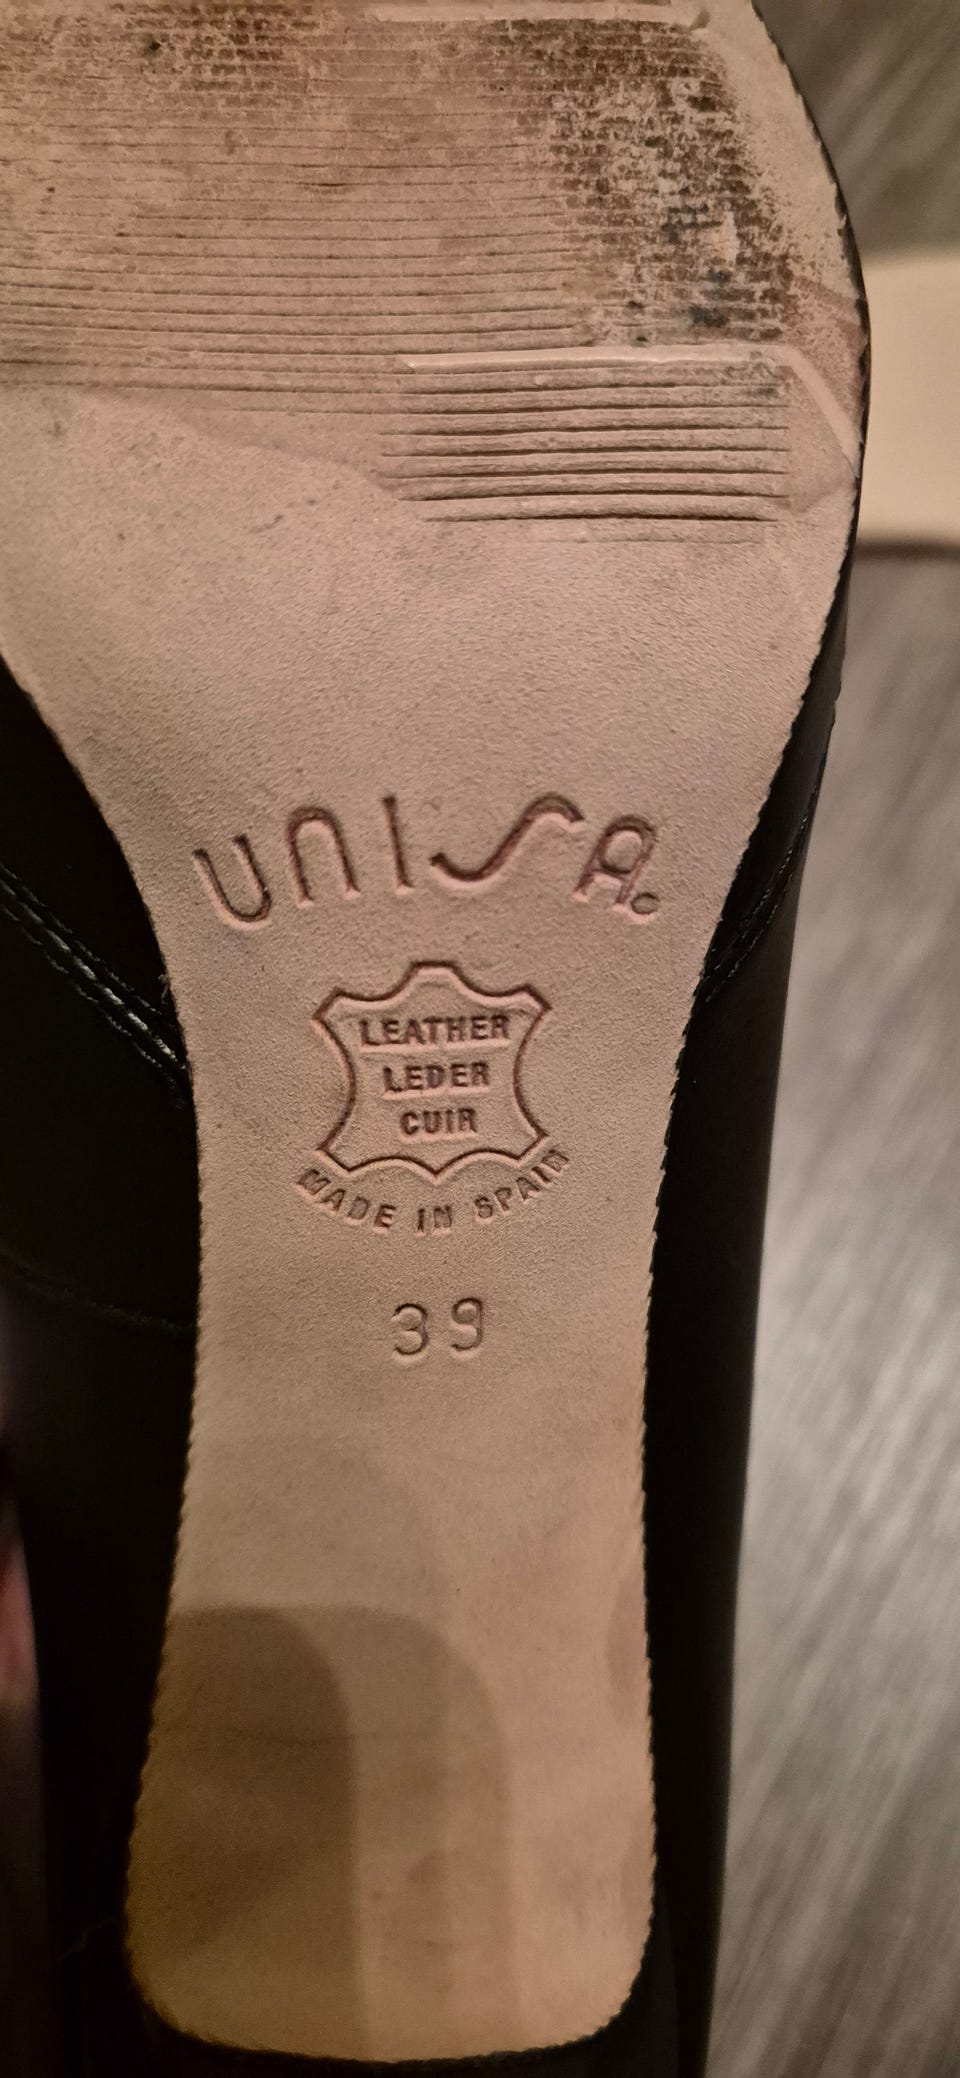 UNISA.
LEATHER
LEDER
CUIR
MADE IN SPAIN
39